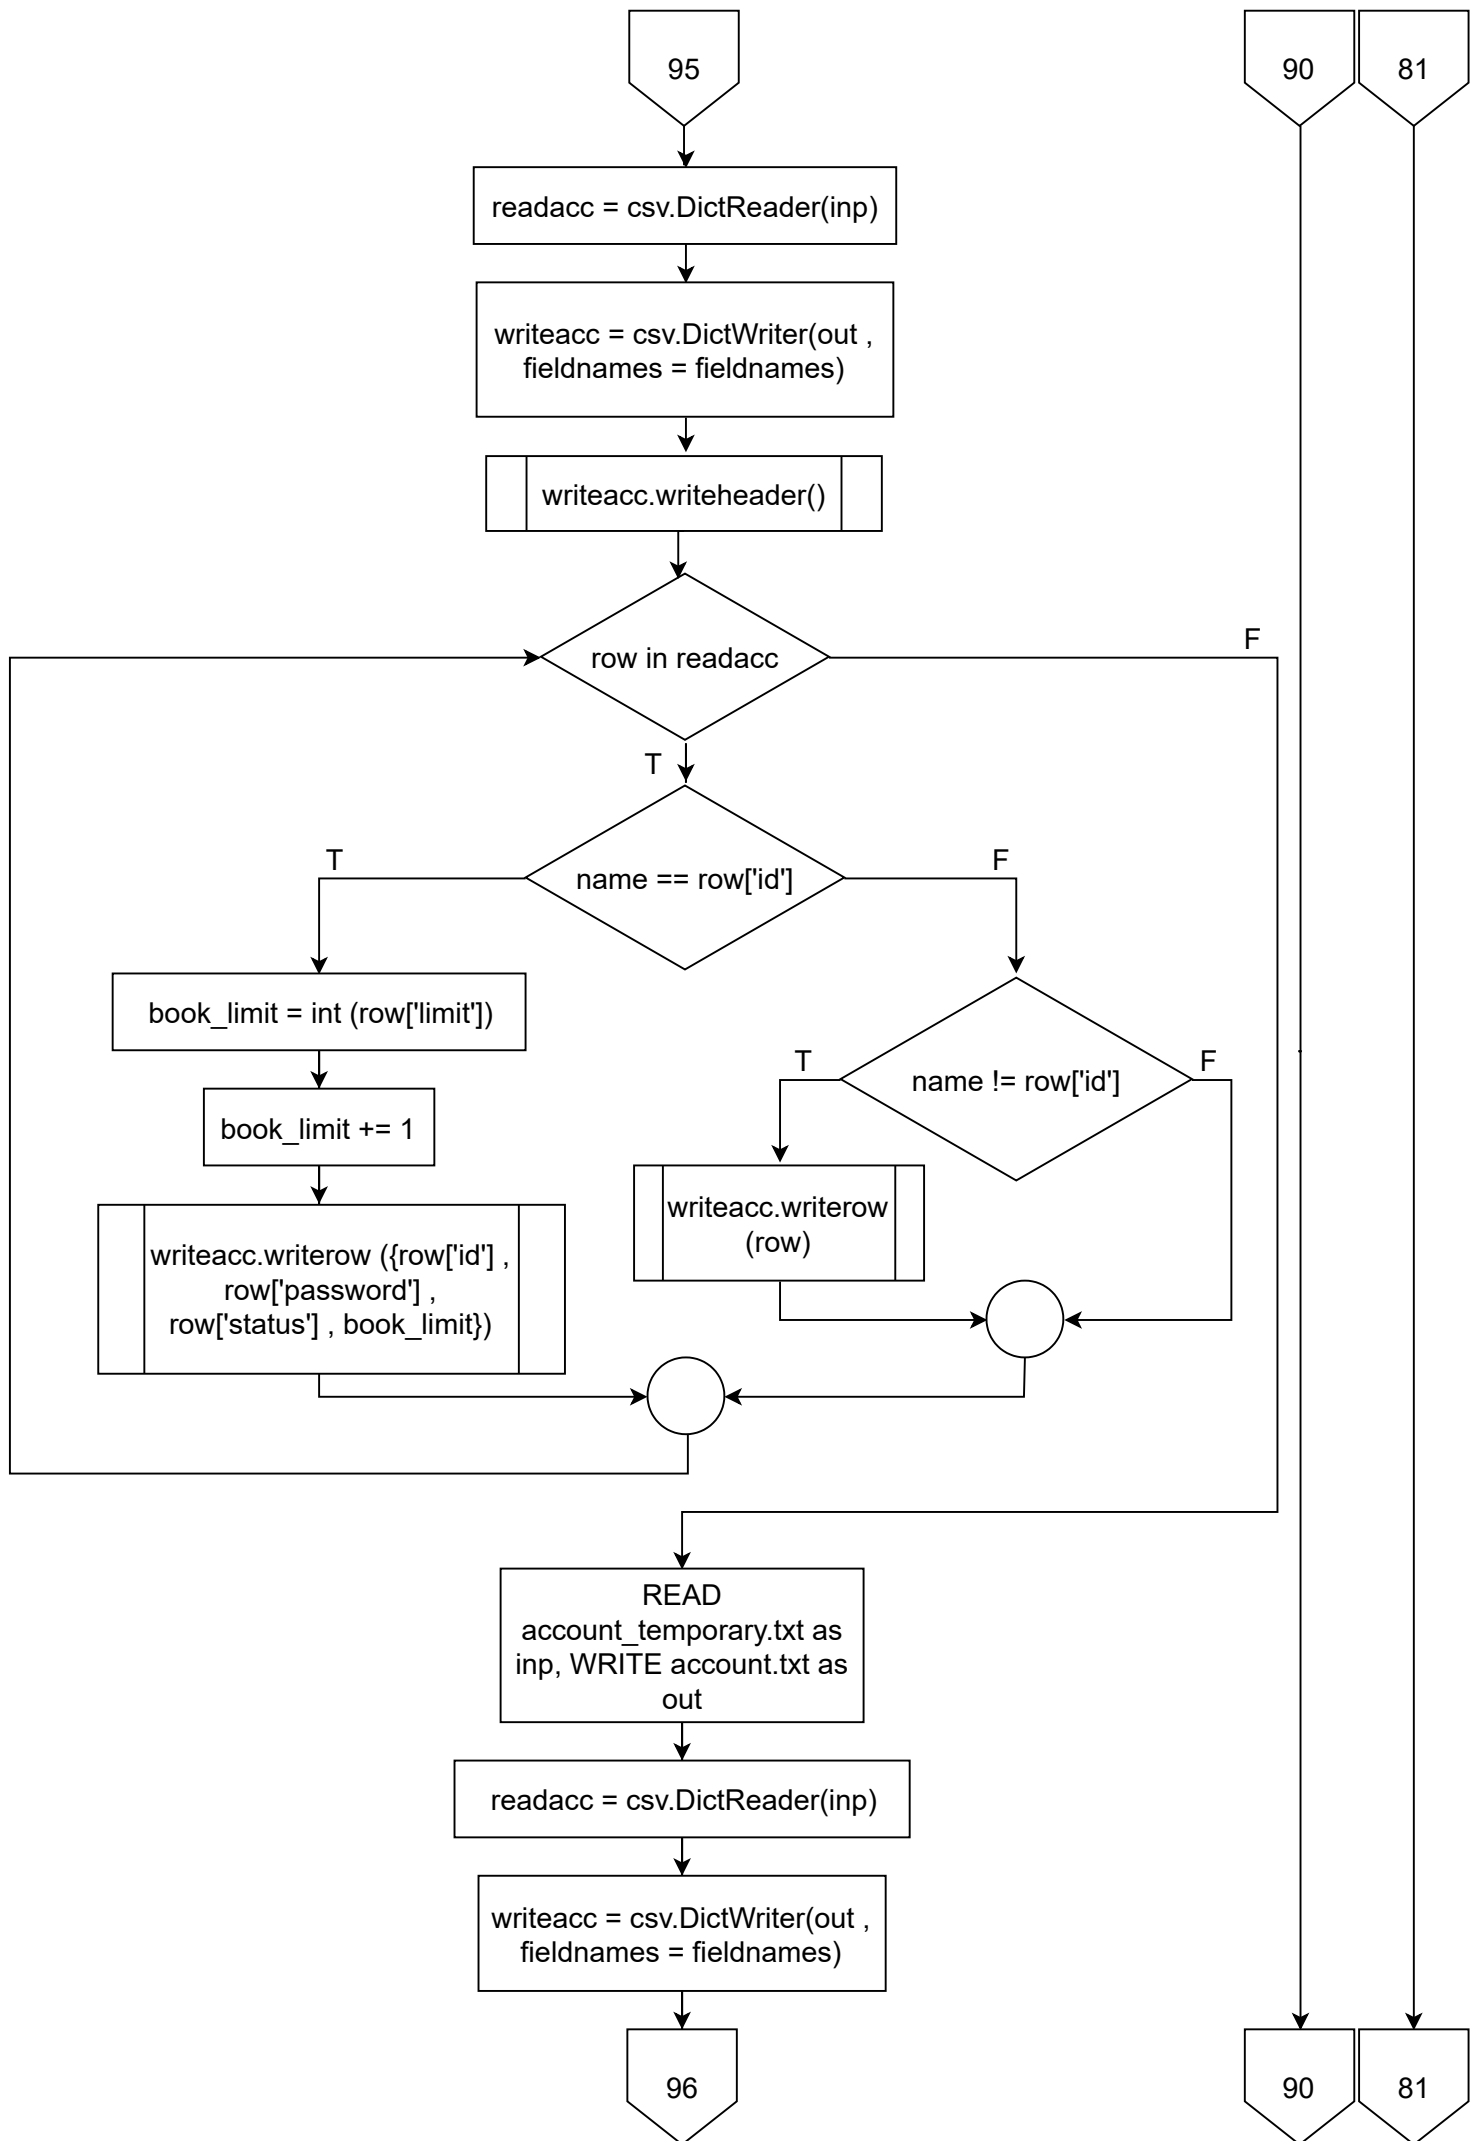 95
90
81
readacc = csv.DictReader(inp)
writeacc = csv.DictWriter(out ,
fieldnames = fieldnames)
writeacc.writeheader()
row in readacc
F
T
name == row['id']
T
F
book_limit = int (row['limit'])
name != row['id']
T
F
book_limit += 1
writeacc.writerow
(row)
writeacc.writerow ({row['id'] ,
row['password'] ,
row['status'] , book_limit})
READ
account_temporary.txt as
inp, WRITE account.txt as
out
readacc = csv.DictReader(inp)
writeacc = csv.DictWriter(out ,
fieldnames = fieldnames)
96
90
81